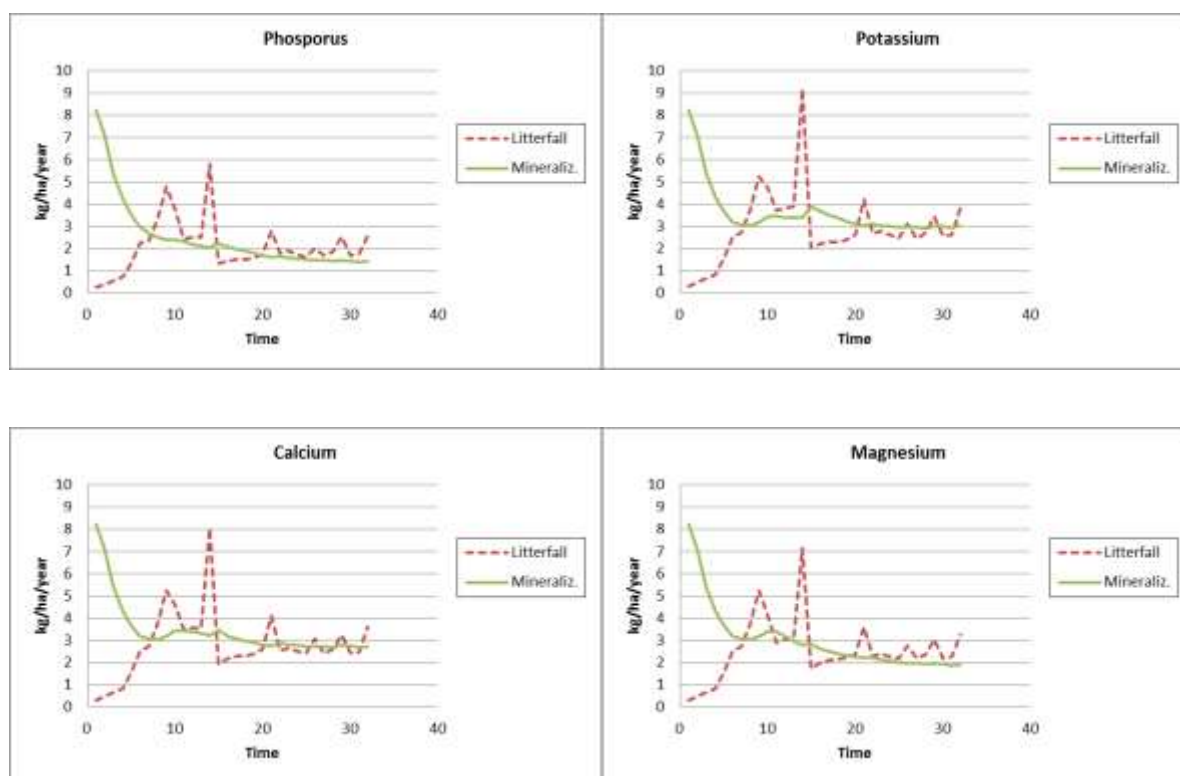 Phosporus
10
9
8
7
6
5
4
3
2
1
0
kg/ha/year
0 10 20 30 40
Time
Litterfall
Mineraliz.
Potassium
10
9
8
7
6
5
4
3
2
1
0
kg/ha/year
0 10 20 30 40
Time
Litterfall
Mineraliz.
Calcium
10
9
8
7
6
5
4
3
2
1
0
kg/ha/year
0 10 20 30 40
Time
Litterfall
Mineraliz.
Magnesium
10
9
8
7
6
5
4
3
2
1
0
kg/ha/year
0 10 20 30 40
Time
Litterfall
Mineraliz.